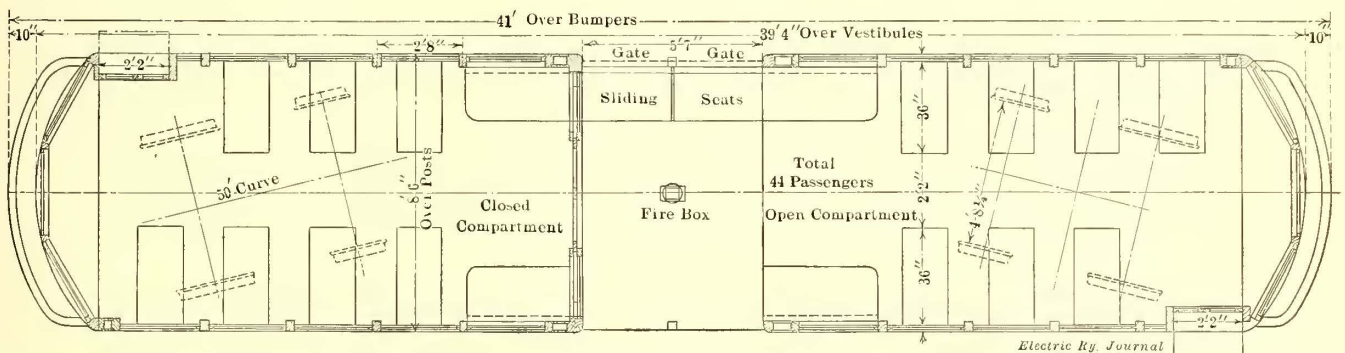 41' Over Bumpers
10" 39'4" Over Vestibules 10"
2'8" 5'7"
Gate Gate
2'2"
Sliding Seats
36" 36"
50' Curve
8'6"
Over Posts
Total
44 Passengers
2'2"
4'8¼"
Closed
Compartment
Fire Box
Open Compartment
36"
2'2"
Electric Ry. Journal